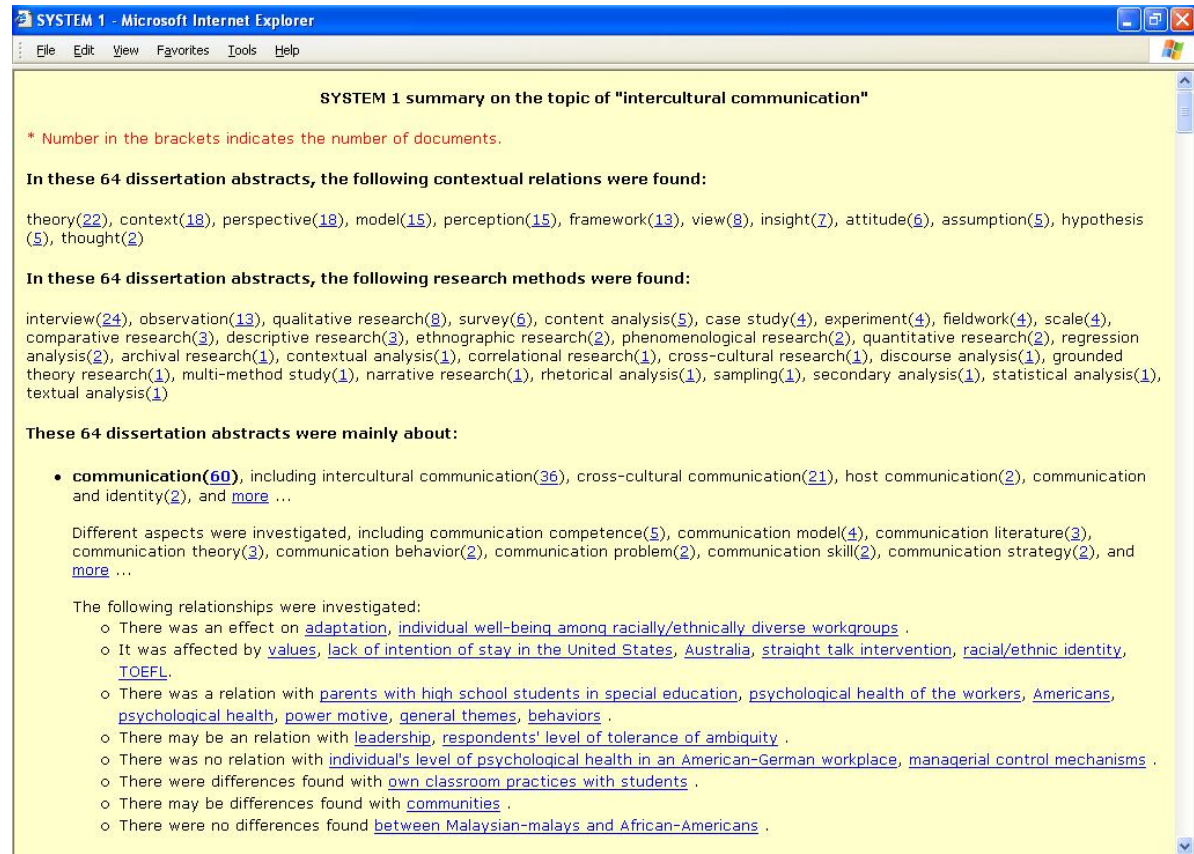 SYSTEM 1 - Microsoft Internet Explorer
File Edit View Favorites Tools Help
SYSTEM 1 summary on the topic of "intercultural communication"
* Number in the brackets indicates the number of documents.
In these 64 dissertation abstracts, the following contextual relations were found:
theory(22), context(18), perspective(18), model(15), perception(15), framework(13), view(8), insight(7), attitude(6), assumption(5), hypothesis
(5), thought(2)
In these 64 dissertation abstracts, the following research methods were found:
interview(24), observation(13), qualitative research(8), survey(6), content analysis(5), case study(4), experiment(4), fieldwork(4), scale(4),
comparative research(3), descriptive research(3), ethnographic research(2), phenomenological research(2), quantitative research(2), regression
analysis(2), archival research(1), contextual analysis(1), correlational research(1), cross-cultural research(1), discourse analysis(1), grounded
theory research(1), multi-method study(1), narrative research(1), rhetorical analysis(1), sampling(1), secondary analysis(1), statistical analysis(1),
textual analysis(1)
These 64 dissertation abstracts were mainly about:
• communication(60), including intercultural communication(36), cross-cultural communication(21), host communication(2), communication
and identity(2), and more ...
Different aspects were investigated, including communication competence(5), communication model(4), communication literature(3),
communication theory(3), communication behavior(2), communication problem(2), communication skill(2), communication strategy(2), and
more ...
The following relationships were investigated:
o There was an effect on adaptation, individual well-being among racially/ethnically diverse workgroups .
o It was affected by values, lack of intention of stay in the United States, Australia, straight talk intervention, racial/ethnic identity,
TOEFL.
o There was a relation with parents with high school students in special education, psychological health of the workers, Americans,
psychological health, power motive, general themes, behaviors .
o There may be an relation with leadership, respondents' level of tolerance of ambiguity .
o There was no relation with individual's level of psychological health in an American-German workplace, managerial control mechanisms .
o There were differences found with own classroom practices with students .
o There may be differences found with communities .
o There were no differences found between Malaysian-malays and African-Americans .